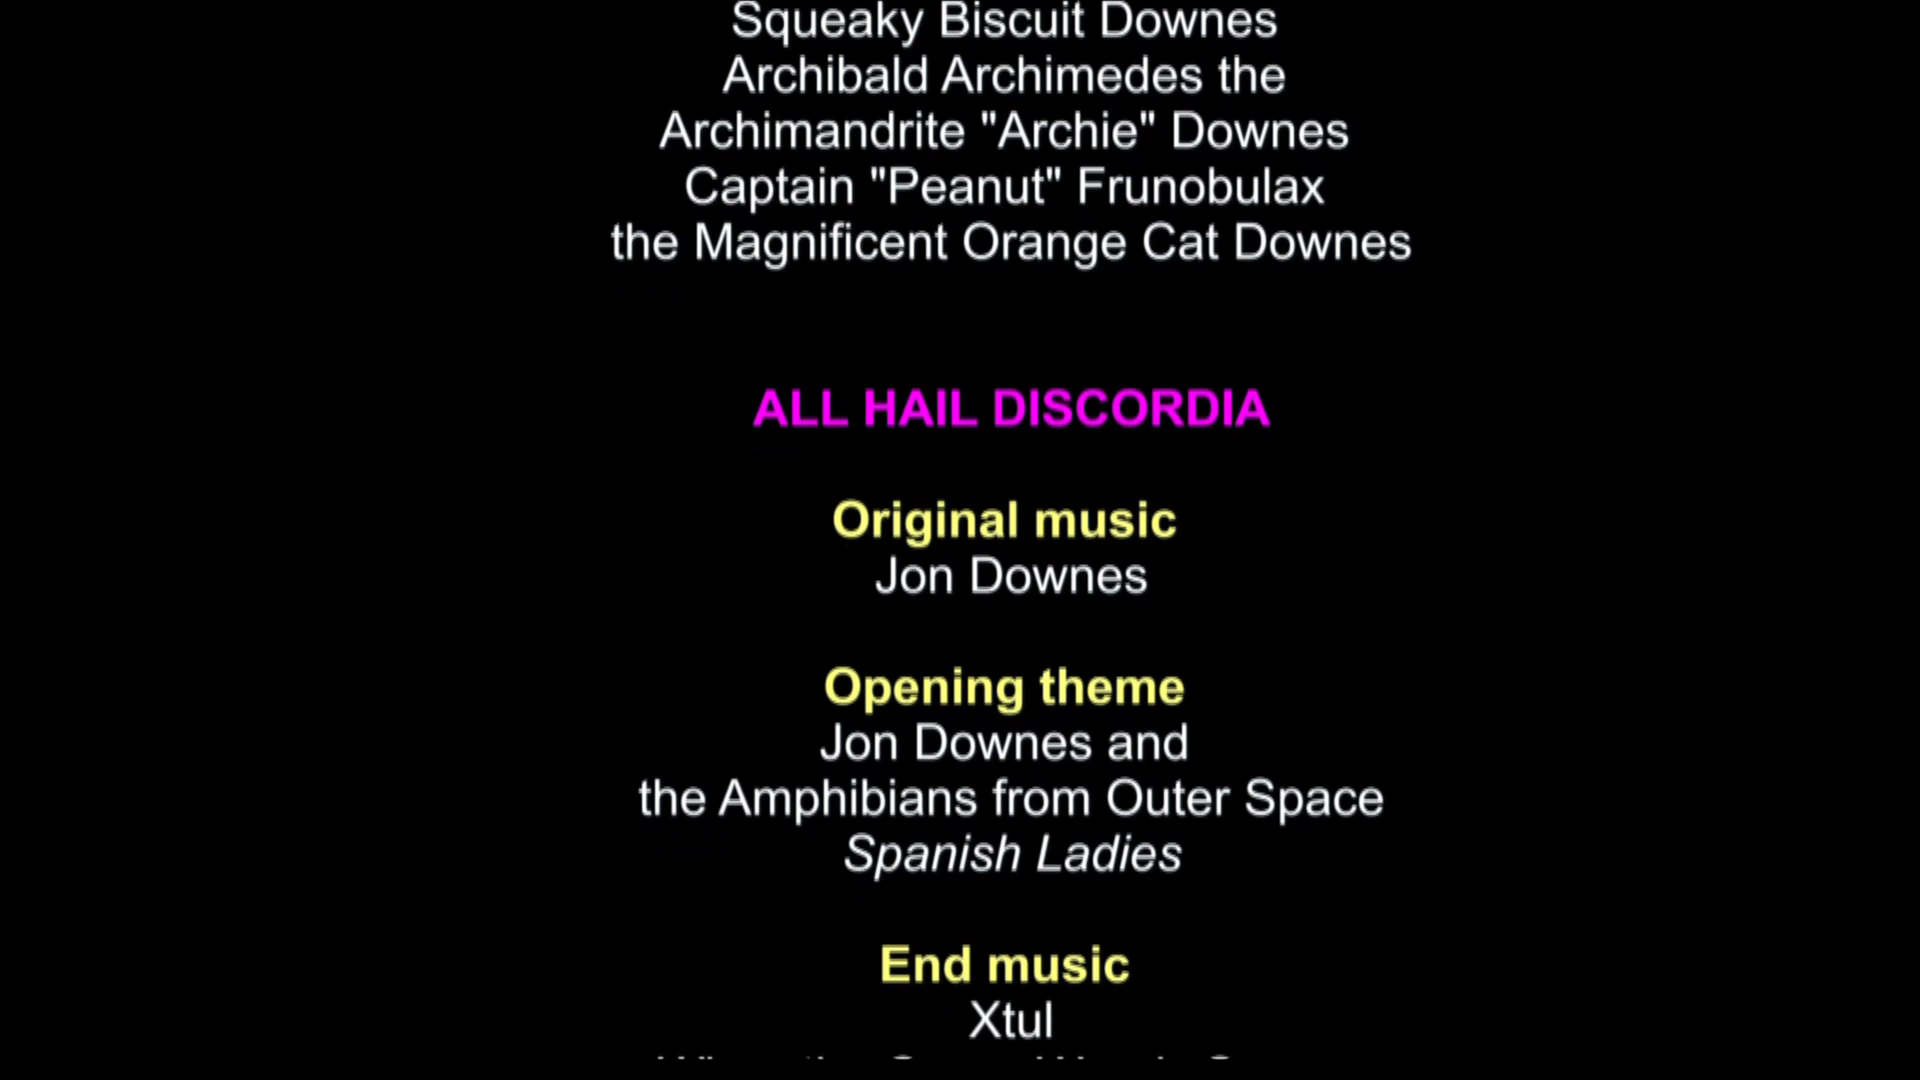 Squeaky Biscuit Downes
Archibald Archimedes the
Archimandrite "Archie" Downes
Captain "Peanut" Frunobulax
the Magnificent Orange Cat Downes
ALL HAIL DISCORDIA
Original music
Jon Downes
Opening theme
Jon Downes and
the Amphibians from Outer Space
Spanish Ladies
End music
Xtul